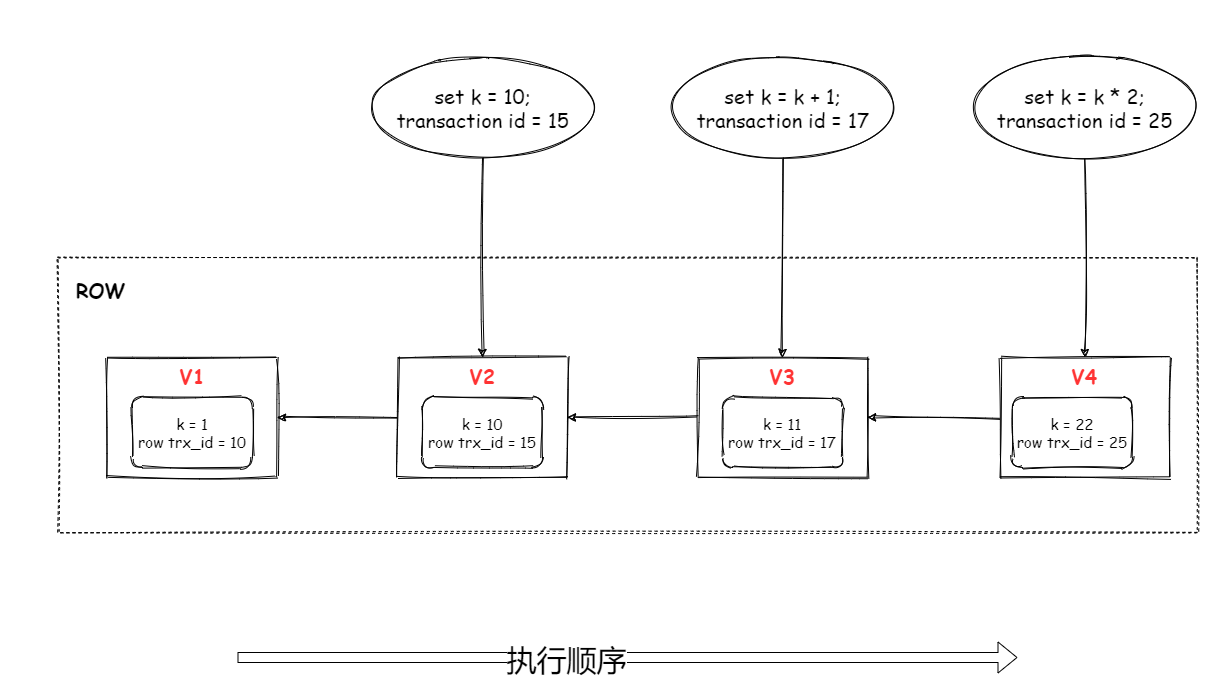 set k = 10;
transaction id = 15
set k = k + 1;
transaction id = 17
set k = k * 2;
transaction id = 25
ROW
V1
k = 1
row trx_id = 10
V2
k = 10
row trx_id = 15
V3
k = 11
row trx_id = 17
V4
k = 22
row trx_id = 25
执行顺序